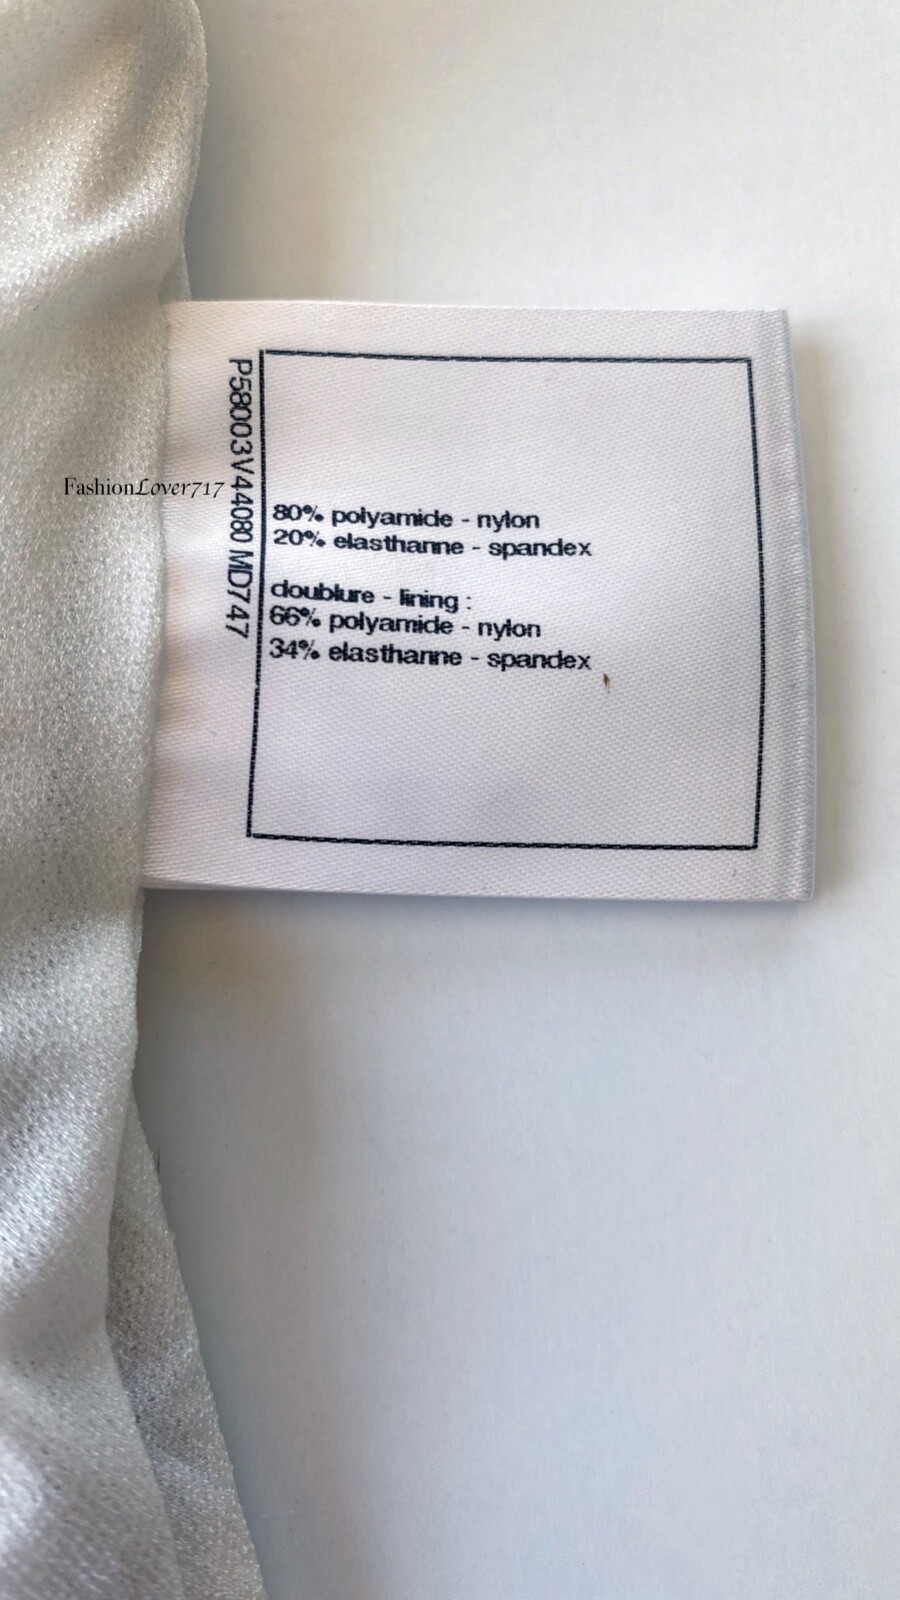 P58003V44080 MD747
FashionLover717
80% polyamide - nylon
20% elasthanne - spandex
doublure - lining :
66% polyamide - nylon
34% elasthanne - spandex